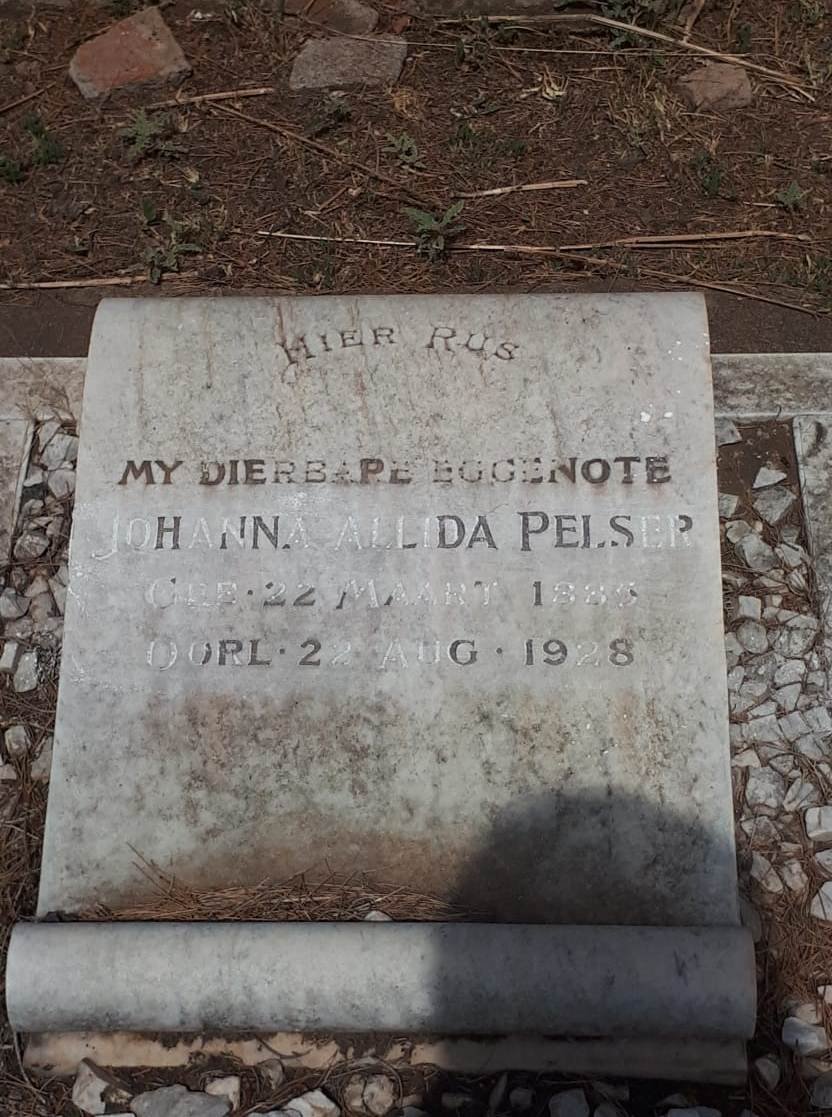 HIER RUS
MY DIERBARE EGGENOTE
JOHANNA ALLIDA PELSER
GEB · 22 MAART 1885
OORL · 22 AUG · 1928